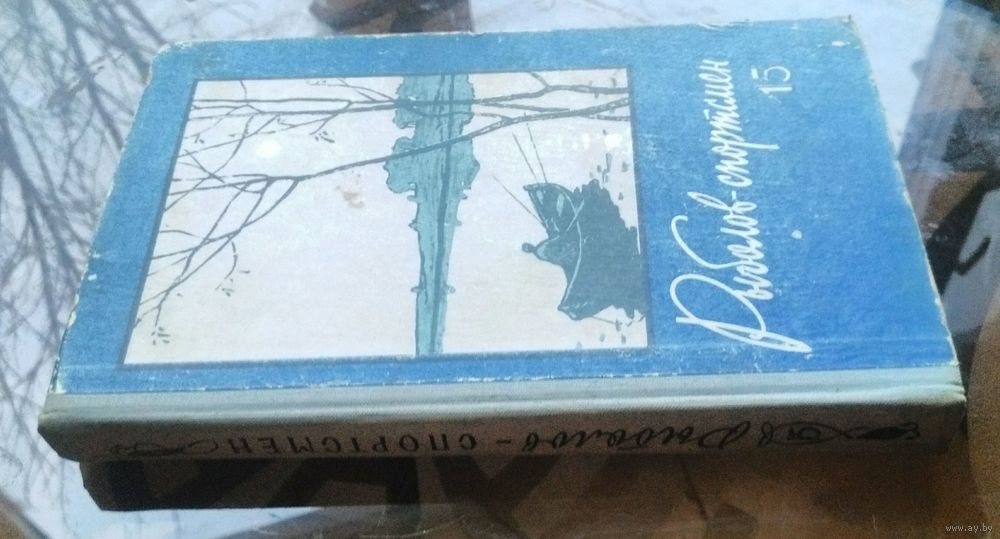 Рыболов-спортсмен
15
Рыболов – СПОРТСМЕН
www.ay.by